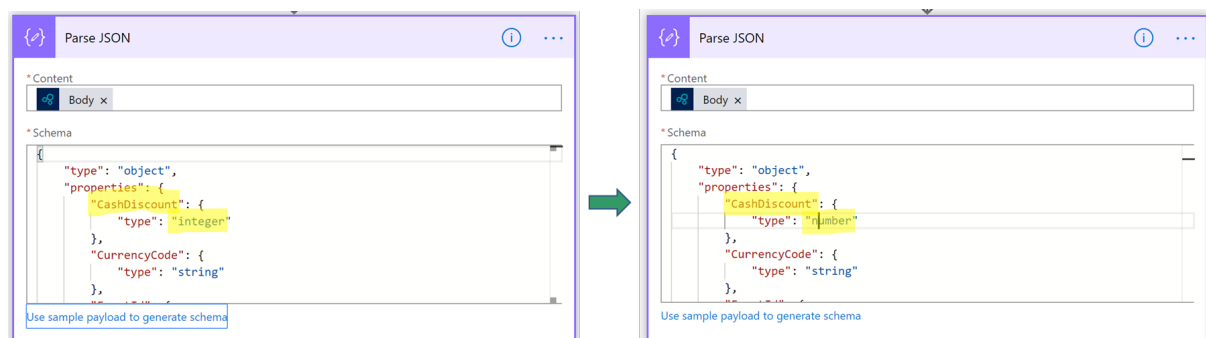 Parse JSON
* Content
Body ×
* Schema
{
"type": "object",
"properties": {
"CashDiscount": {
"type": "integer"
},
"CurrencyCode": {
"type": "string"
},
Use sample payload to generate schema
Parse JSON
* Content
Body ×
* Schema
{
"type": "object",
"properties": {
"CashDiscount": {
"type": "number"
},
"CurrencyCode": {
"type": "string"
},
Use sample payload to generate schema